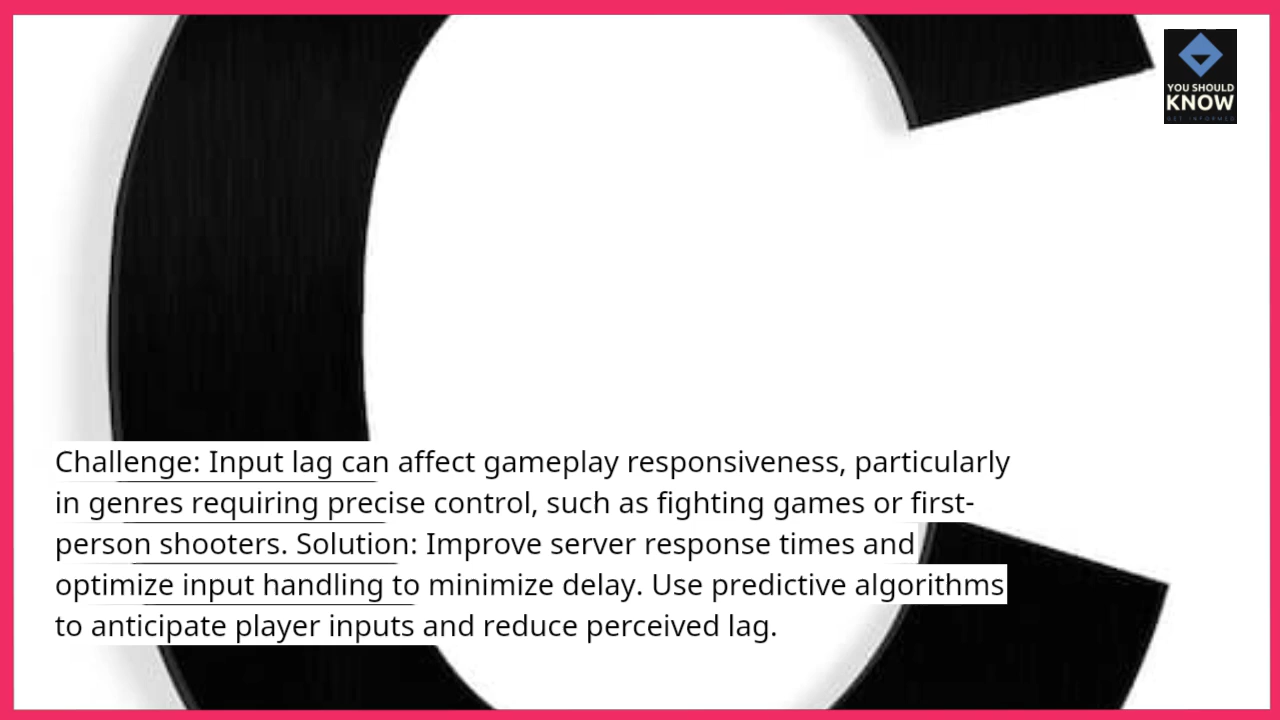 YOU SHOULD
KNOW
GET INFORMED
Challenge: Input lag can affect gameplay responsiveness, particularly
in genres requiring precise control, such as fighting games or first-
person shooters. Solution: Improve server response times and
optimize input handling to minimize delay. Use predictive algorithms
to anticipate player inputs and reduce perceived lag.